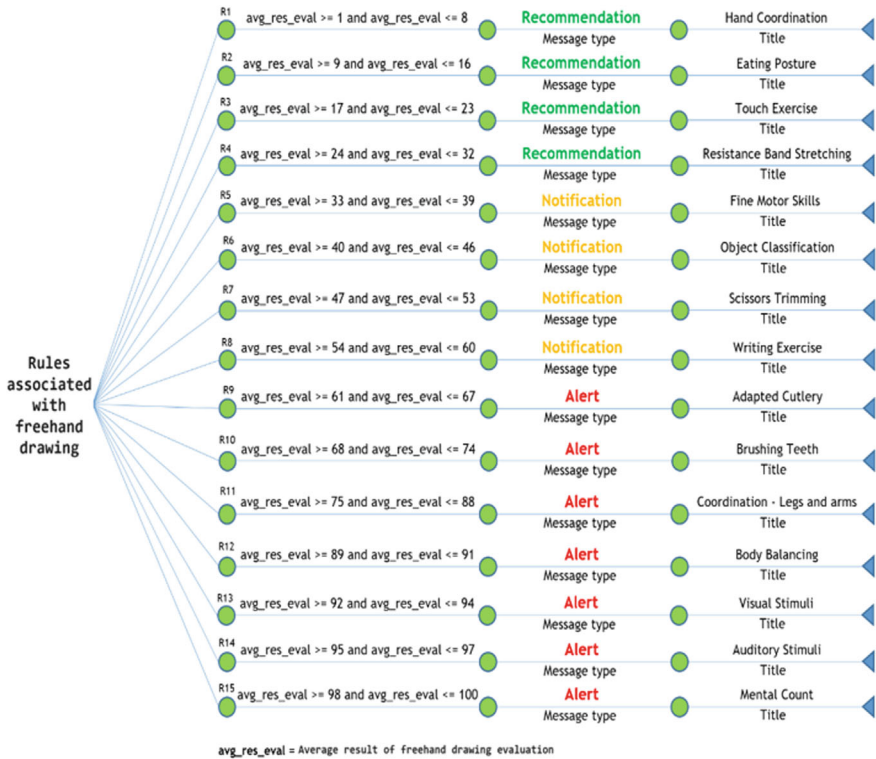 R1
avg_res_eval >= 1 and avg_res_eval <= 8
Recommendation
Message type
Hand Coordination
Title
R2
avg_res_eval >= 9 and avg_res_eval <= 16
Recommendation
Message type
Eating Posture
Title
R3
avg_res_eval >= 17 and avg_res_eval <= 23
Recommendation
Message type
Touch Exercise
Title
R4
avg_res_eval >= 24 and avg_res_eval <= 32
Recommendation
Message type
Resistance Band Stretching
Title
R5
avg_res_eval >= 33 and avg_res_eval <= 39
Notification
Message type
Fine Motor Skills
Title
R6
avg_res_eval >= 40 and avg_res_eval <= 46
Notification
Message type
Object Classification
Title
R7
avg_res_eval >= 47 and avg_res_eval <= 53
Notification
Message type
Scissors Trimming
Title
R8
avg_res_eval >= 54 and avg_res_eval <= 60
Notification
Message type
Writing Exercise
Title
Rules
associated
with
freehand
drawing
R9
avg_res_eval >= 61 and avg_res_eval <= 67
Alert
Message type
Adapted Cutlery
Title
R10
avg_res_eval >= 68 and avg_res_eval <= 74
Alert
Message type
Brushing Teeth
Title
R11
avg_res_eval >= 75 and avg_res_eval <= 88
Alert
Message type
Coordination - Legs and arms
Title
R12
avg_res_eval >= 89 and avg_res_eval <= 91
Alert
Message type
Body Balancing
Title
R13
avg_res_eval >= 92 and avg_res_eval <= 94
Alert
Message type
Visual Stimuli
Title
R14
avg_res_eval >= 95 and avg_res_eval <= 97
Alert
Message type
Auditory Stimuli
Title
R15
avg_res_eval >= 98 and avg_res_eval <= 100
Alert
Message type
Mental Count
Title
avg_res_eval = Average result of freehand drawing evaluation